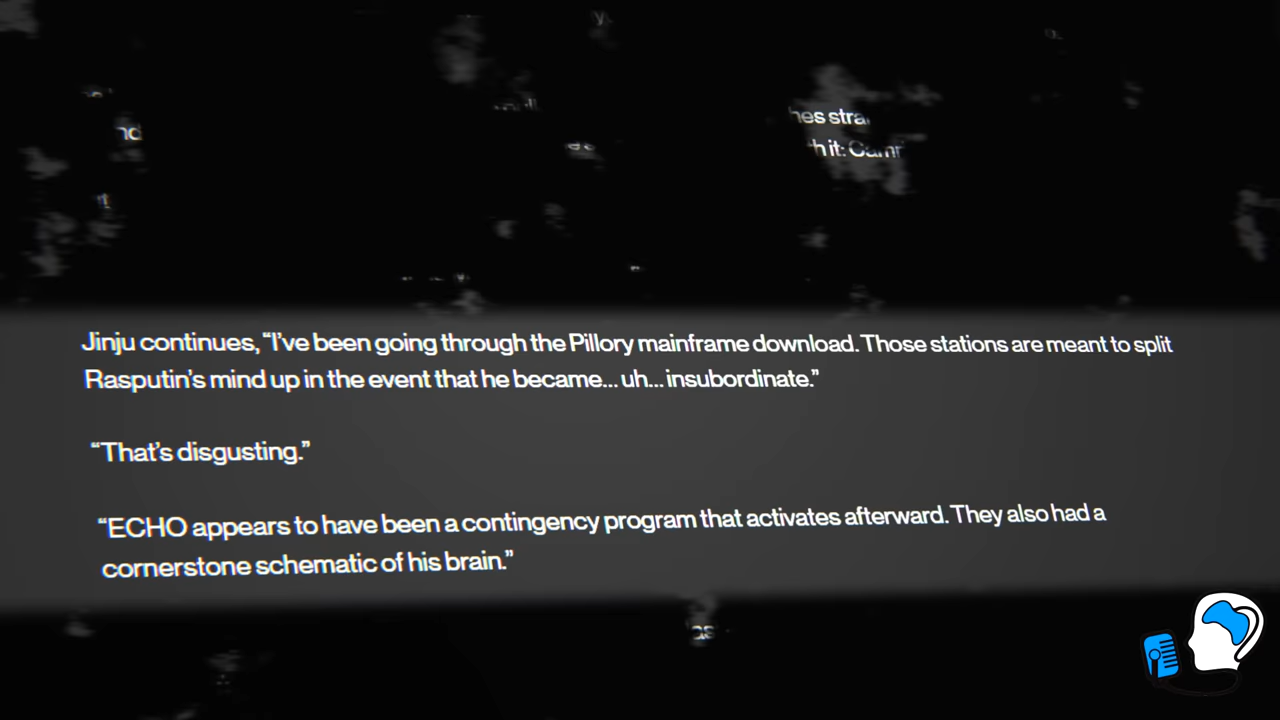 Jinju continues, “I’ve been going through the Pillory mainframe download. Those stations are meant to split
Rasputin’s mind up in the event that he became... uh... insubordinate.”
“That’s disgusting.”
“ECHO appears to have been a contingency program that activates afterward. They also had a
cornerstone schematic of his brain.”